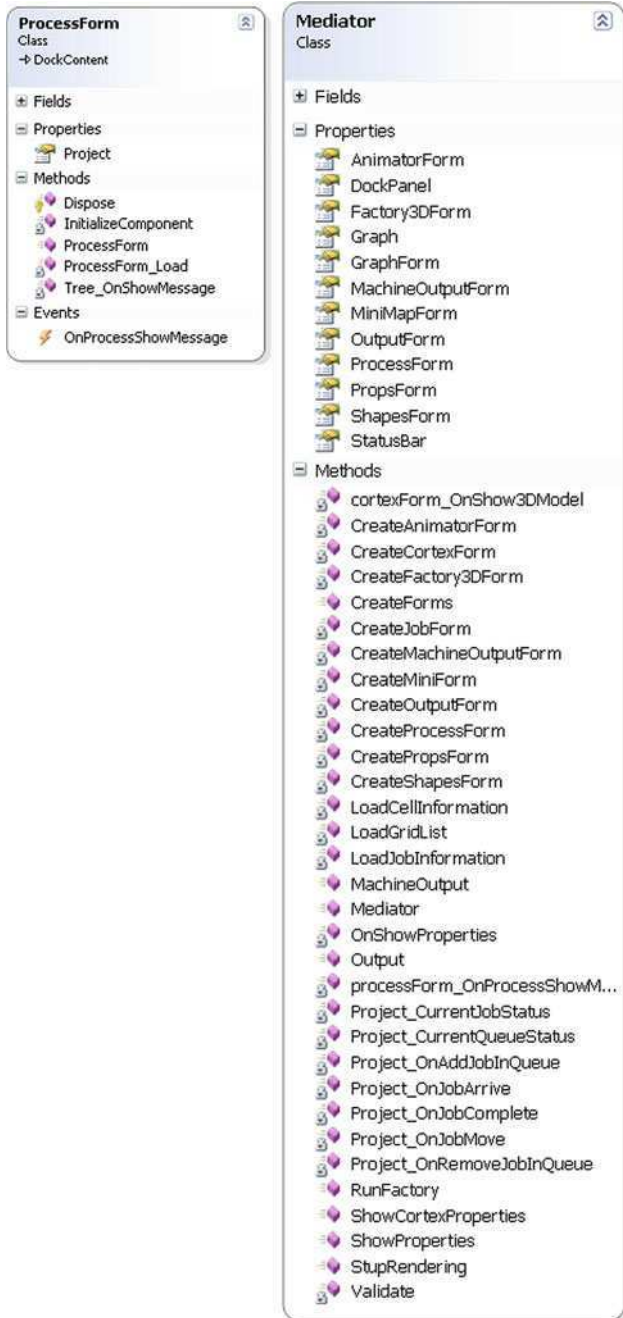 ProcessForm
Class
DockContent
Fields
Properties
Project
Methods
Dispose
InitializeComponent
ProcessForm
ProcessForm_Load
Tree_OnShowMessage
Events
OnProcessShowMessage
Mediator
Class
Fields
Properties
AnimatorForm
DockPanel
Factory3DForm
Graph
GraphForm
MachineOutputForm
MiniMapForm
OutputForm
ProcessForm
PropsForm
ShapesForm
StatusBar
Methods
cortexForm_OnShow3DModel
CreateAnimatorForm
CreateCortexForm
CreateFactory3DForm
CreateForms
CreateJobForm
CreateMachineOutputForm
CreateMiniForm
CreateOutputForm
CreateProcessForm
CreatePropsForm
CreateShapesForm
LoadCellInformation
LoadGridList
LoadJobInformation
MachineOutput
Mediator
OnShowProperties
Output
processForm_OnProcessShowM...
Project_CurrentJobStatus
Project_CurrentQueueStatus
Project_OnAddJobInQueue
Project_OnJobArrive
Project_OnJobComplete
Project_OnJobMove
Project_OnRemoveJobInQueue
RunFactory
ShowCortexProperties
ShowProperties
StupRendering
Validate